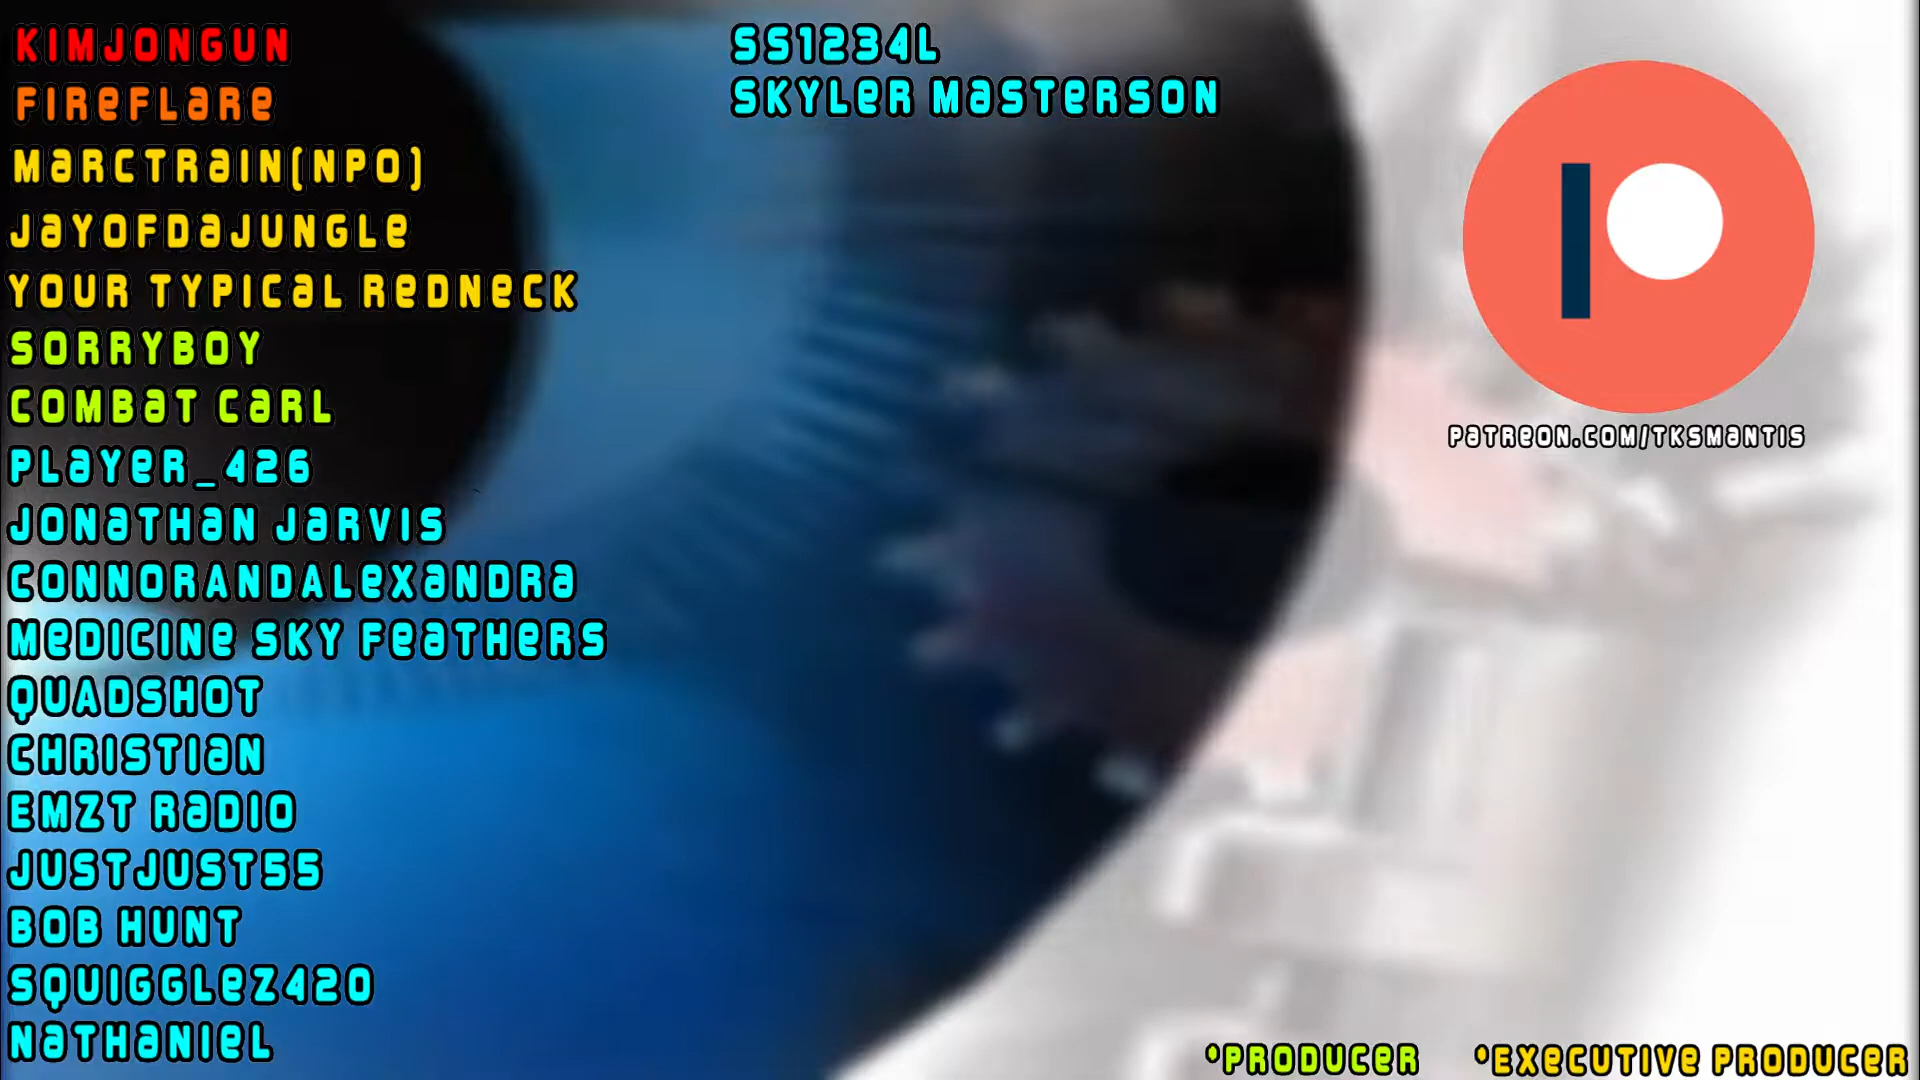 KIMJONGUN
FIREFLARE
MARCTRAIN(NPO)
JAYOFDAJUNGLE
YOUR TYPICAL REDNECK
SORRYBOY
COMBAT CARL
PLAYER_426
JONATHAN JARVIS
CONNORANDALEXANDRA
MEDICINE SKY FEATHERS
QUADSHOT
CHRISTIAN
EMZT RADIO
JUSTJUST55
BOB HUNT
SQUIGGLEZ420
NATHANIEL
SS1234L
SKYLER MASTERSON
PATREON.COM/TKSMANTIS
*PRODUCER
*EXECUTIVE PRODUCER